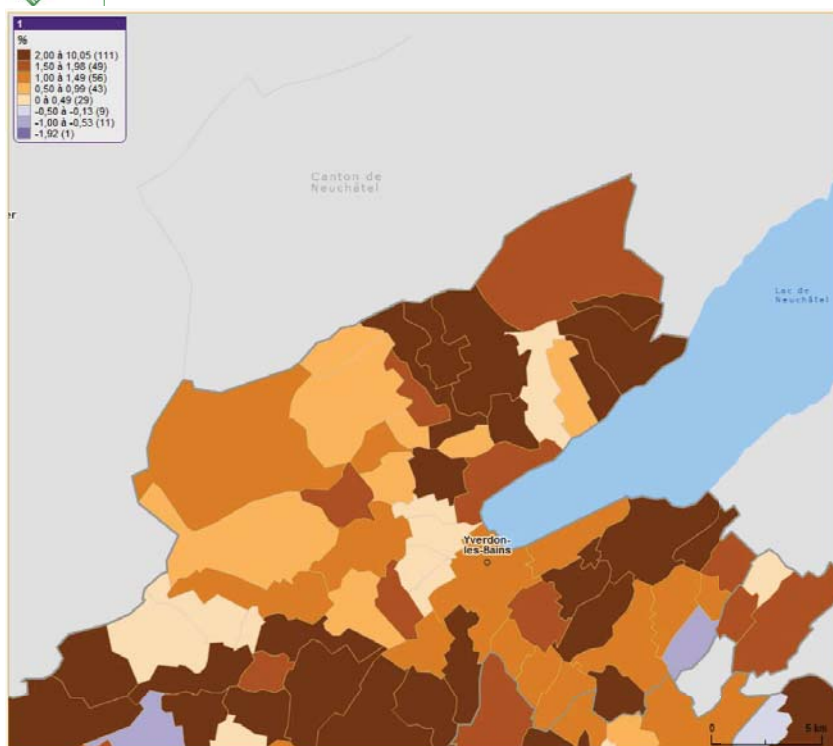 1
%
2,00 à 10,05 (111)
1,50 à 1,98 (49)
1,00 à 1,49 (56)
0,50 à 0,99 (43)
0 à 0,49 (29)
-0,50 à -0,13 (9)
-1,00 à -0,53 (11)
-1,92 (1)
Canton de
Neuchâtel
er
Lac de
Neuchâtel
Yverdon-
les-Bains
0
5 km